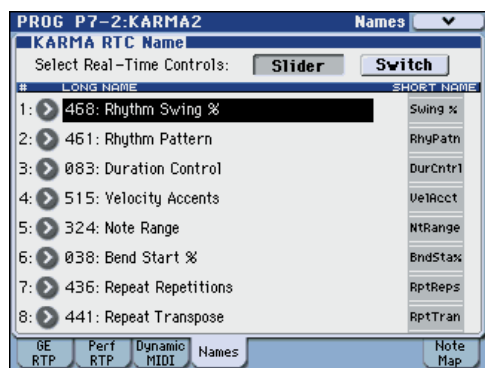 PROG P7-2:KARMA2 Names
KARMA RTC Name
Select Real-Time Controls: Slider Switch
# LONG NAME SHORT NAME
1: 468: Rhythm Swing % Swing %
2: 461: Rhythm Pattern RhyPatn
3: 083: Duration Control DurCntrl
4: 515: Velocity Accents VelAcct
5: 324: Note Range NtRange
6: 038: Bend Start % BndSta%
7: 436: Repeat Repetitions RptReps
8: 441: Repeat Transpose RptTran
GE RTP Perf RTP Dynamic MIDI Names Note Map